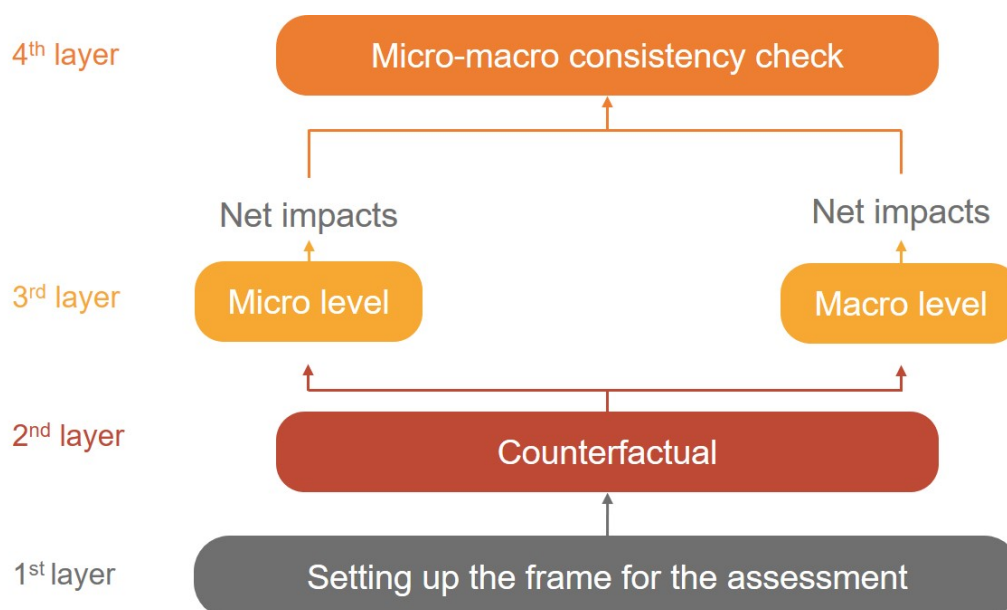 4th layer
Micro-macro consistency check
Net impacts
Net impacts
3rd layer
Micro level
Macro level
2nd layer
Counterfactual
1st layer
Setting up the frame for the assessment